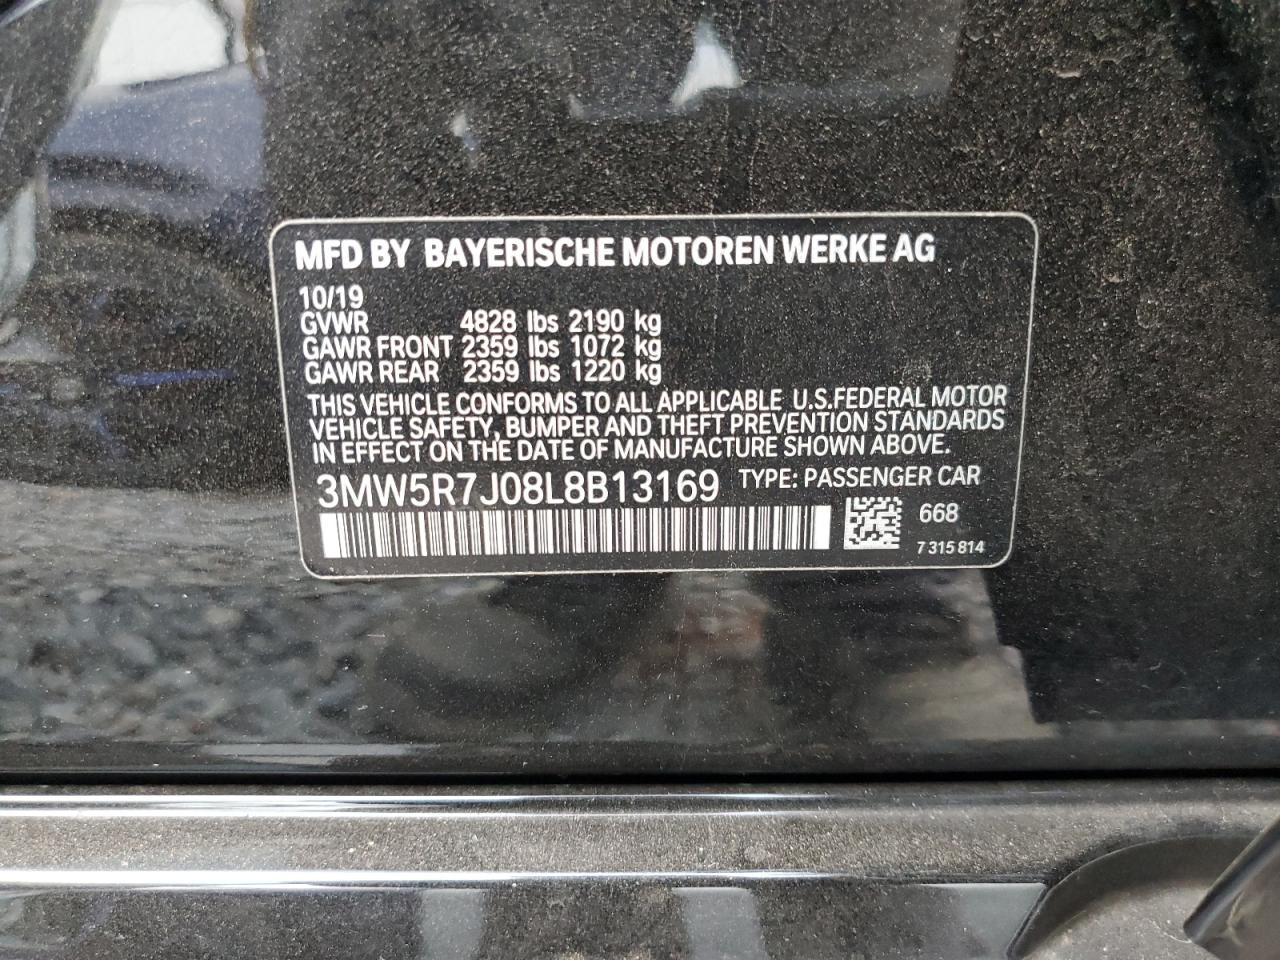 MFD BY BAYERISCHE MOTOREN WERKE AG
10/19
GVWR 4828 lbs 2190 kg
GAWR FRONT 2359 lbs 1072 kg
GAWR REAR 2359 lbs 1220 kg
THIS VEHICLE CONFORMS TO ALL APPLICABLE U.S.FEDERAL MOTOR
VEHICLE SAFETY, BUMPER AND THEFT PREVENTION STANDARDS
IN EFFECT ON THE DATE OF MANUFACTURE SHOWN ABOVE.
3MW5R7J08L8B13169 TYPE: PASSENGER CAR
668
7 315 814